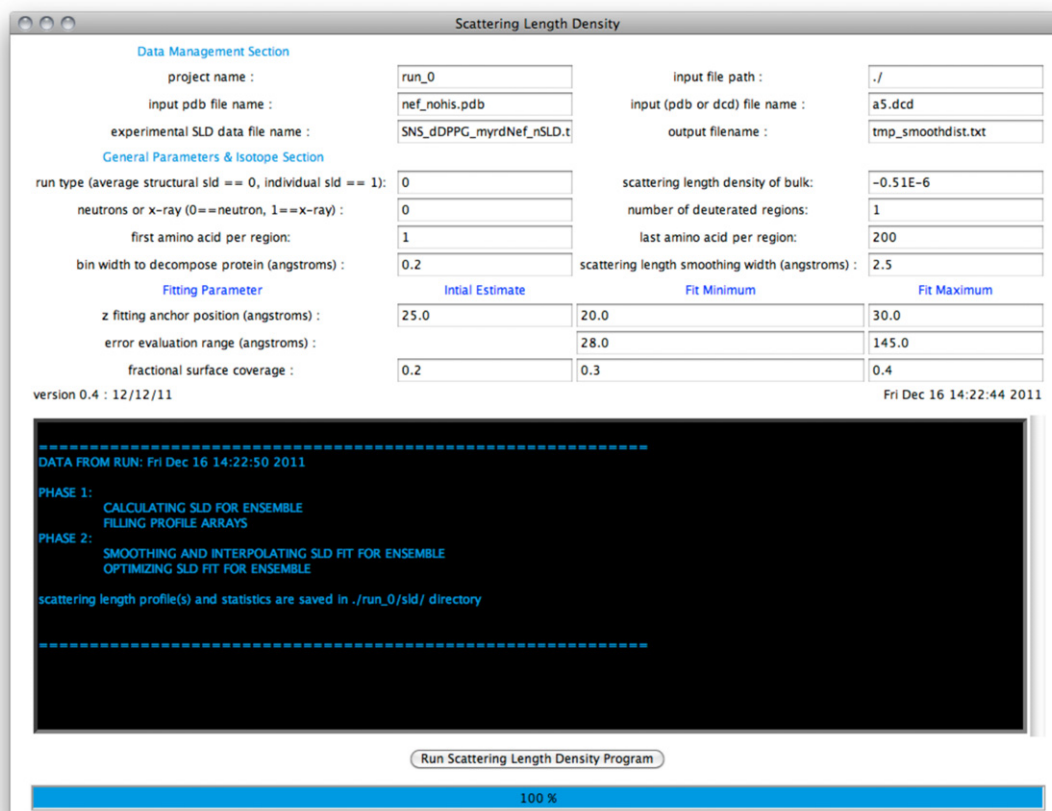 Scattering Length Density
Data Management Section
project name : run_0 input file path : ./
input pdb file name : nef_nohis.pdb input (pdb or dcd) file name : a5.dcd
experimental SLD data file name : SNS_dDPPG_myrdNef_nSLD.t output filename : tmp_smoothdist.txt
General Parameters & Isotope Section
run type (average structural sld == 0, individual sld == 1): 0 scattering length density of bulk: -0.51E-6
neutrons or x-ray (0==neutron, 1==x-ray) : 0 number of deuterated regions: 1
first amino acid per region: 1 last amino acid per region: 200
bin width to decompose protein (angstroms) : 0.2 scattering length smoothing width (angstroms) : 2.5
Fitting Parameter Intial Estimate Fit Minimum Fit Maximum
z fitting anchor position (angstroms) : 25.0 20.0 30.0
error evaluation range (angstroms) : 28.0 145.0
fractional surface coverage : 0.2 0.3 0.4
version 0.4 : 12/12/11 Fri Dec 16 14:22:44 2011
============================================================
DATA FROM RUN: Fri Dec 16 14:22:50 2011
PHASE 1:
CALCULATING SLD FOR ENSEMBLE
FILLING PROFILE ARRAYS
PHASE 2:
SMOOTHING AND INTERPOLATING SLD FIT FOR ENSEMBLE
OPTIMIZING SLD FIT FOR ENSEMBLE
scattering length profile(s) and statistics are saved in ./run_0/sld/ directory
============================================================
Run Scattering Length Density Program
100 %